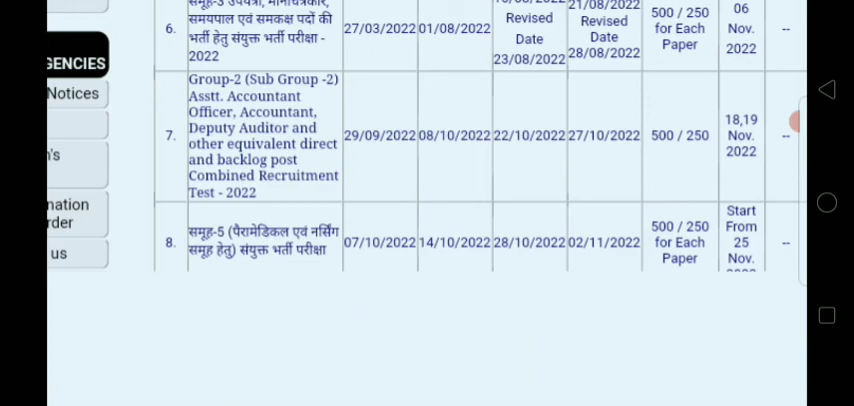 समूह-3 उपयंत्री, मानचित्रकार,
समयपाल एवं समकक्ष पदों की
भर्ती हेतु संयुक्त भर्ती परीक्षा -
2022
6.
27/03/2022
01/08/2022
Revised
Date
23/08/2022
21/08/2022
Revised
Date
28/08/2022
500 / 250
for Each
Paper
06
Nov.
2022
--
GENCIES
Notices
n's
nation
rder
us
7.
Group-2 (Sub Group -2)
Asstt. Accountant
Officer, Accountant,
Deputy Auditor and
other equivalent direct
and backlog post
Combined Recruitment
Test - 2022
29/09/2022
08/10/2022
22/10/2022
27/10/2022
500 / 250
18,19
Nov.
2022
--
8.
समूह-5 (पैरामेडिकल एवं नर्सिंग
समूह हेतु) संयुक्त भर्ती परीक्षा
07/10/2022
14/10/2022
28/10/2022
02/11/2022
500 / 250
for Each
Paper
Start
From
25
Nov.
--